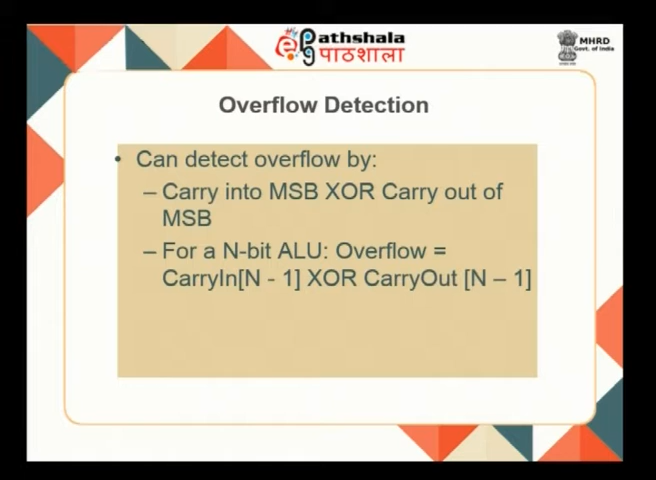 epgpathshala
पाठशाला
MHRD
Govt. of India
Overflow Detection
• Can detect overflow by:
– Carry into MSB XOR Carry out of
MSB
– For a N-bit ALU: Overflow =
CarryIn[N - 1] XOR CarryOut [N – 1]